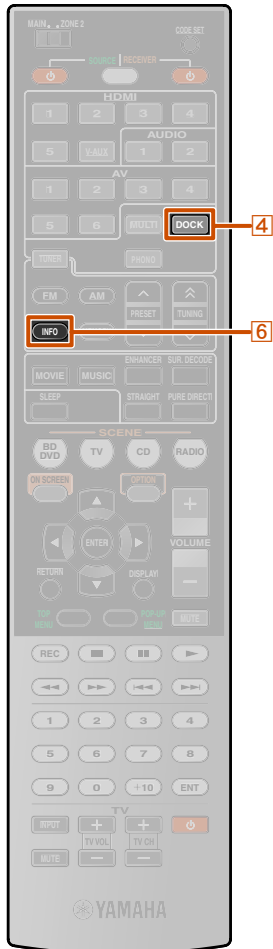 MAIN ZONE 2
CODE SET
SOURCE RECEIVER
HDMI
1 2 3 4
AUDIO
5 V-AUX 1 2
AV
1 2 3 4
5 6 MULTI DOCK 4
TUNER PHONO
FM AM
PRESET TUNING
INFO 6
ENHANCER SUR. DECODE
MOVIE MUSIC
SLEEP STRAIGHT PURE DIRECT
SCENE
BD
DVD TV CD RADIO
ON SCREEN OPTION
+
ENTER VOLUME
RETURN DISPLAY
−
TOP
MENU POP-UP
MENU MUTE
REC
1 2 3 4
5 6 7 8
9 0 +10 ENT
TV
INPUT + +
TV VOL TV CH
MUTE − −
YAMAHA